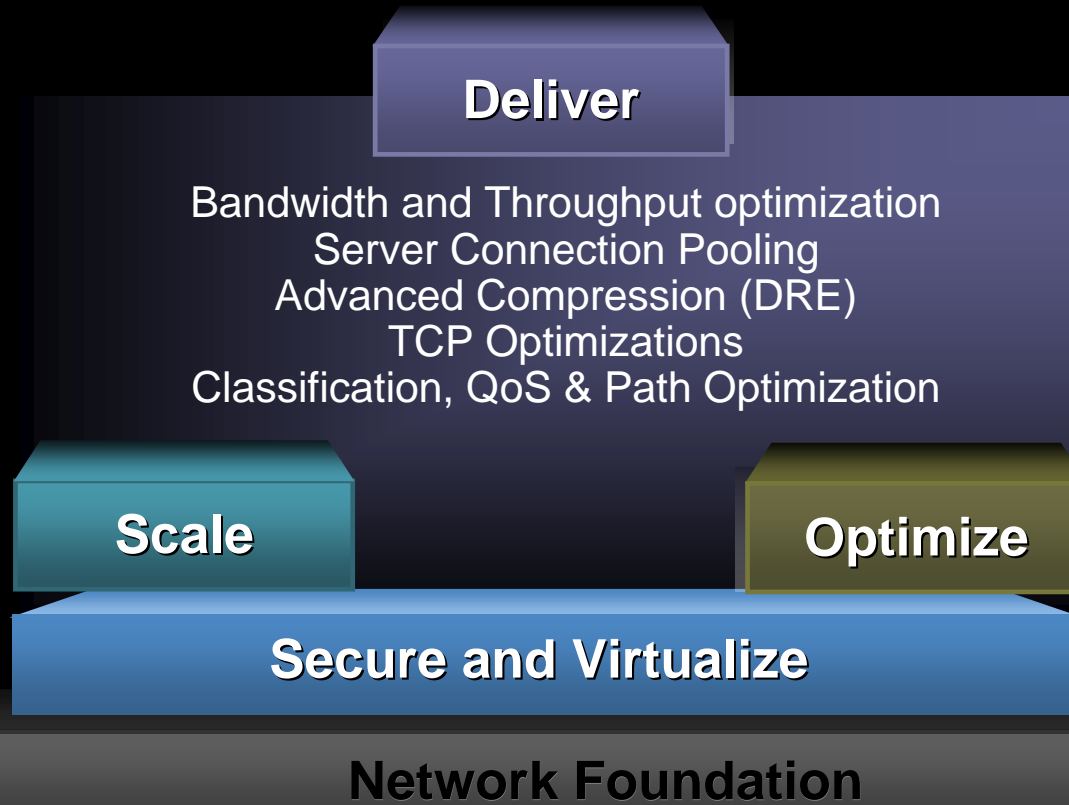 Deliver
Bandwidth and Throughput optimization
Server Connection Pooling
Advanced Compression (DRE)
TCP Optimizations
Classification, QoS & Path Optimization
Scale
Optimize
Secure and Virtualize
Network Foundation